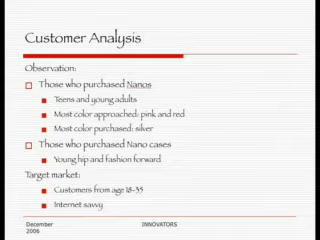 Customer Analysis
Observation:
Those who purchased Nanos
Teens and young adults
Most color approached: pink and red
Most color purchased: silver
Those who purchased Nano cases
Young hip and fashion forward
Target market:
Customers from age 18-35
Internet savvy
December INNOVATORS
2006